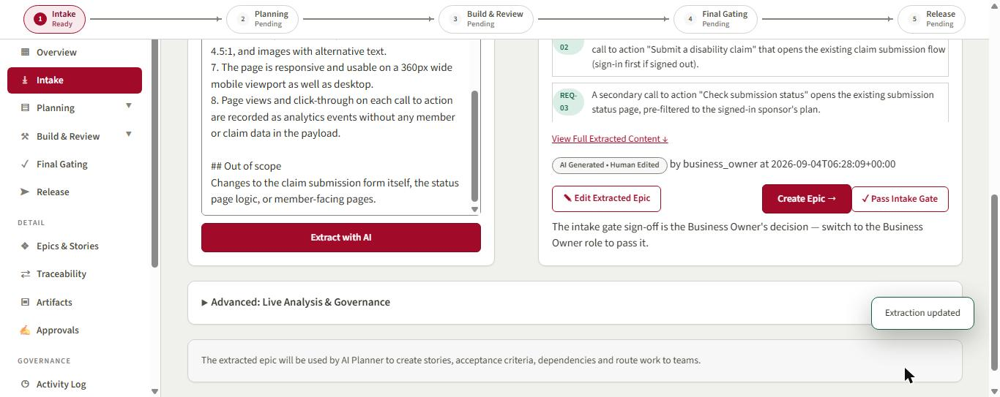 1 Intake Ready
2 Planning Pending
3 Build & Review Pending
4 Final Gating Pending
5 Release Pending
Overview
Intake
Planning
Build & Review
Final Gating
Release
DETAIL
Epics & Stories
Traceability
Artifacts
Approvals
GOVERNANCE
Activity Log
4.5:1, and images with alternative text.
7. The page is responsive and usable on a 360px wide
mobile viewport as well as desktop.
8. Page views and click-through on each call to action
are recorded as analytics events without any member
or claim data in the payload.
## Out of scope
Changes to the claim submission form itself, the status
page logic, or member-facing pages.
Extract with AI
02
call to action "Submit a disability claim" that opens the existing claim submission flow
(sign-in first if signed out).
REQ-
03
A secondary call to action "Check submission status" opens the existing submission
status page, pre-filtered to the signed-in sponsor's plan.
View Full Extracted Content ↓
AI Generated • Human Edited by business_owner at 2026-09-04T06:28:09+00:00
Edit Extracted Epic
Create Epic →
✓ Pass Intake Gate
The intake gate sign-off is the Business Owner's decision — switch to the Business
Owner role to pass it.
Advanced: Live Analysis & Governance
Extraction updated
The extracted epic will be used by AI Planner to create stories, acceptance criteria, dependencies and route work to teams.